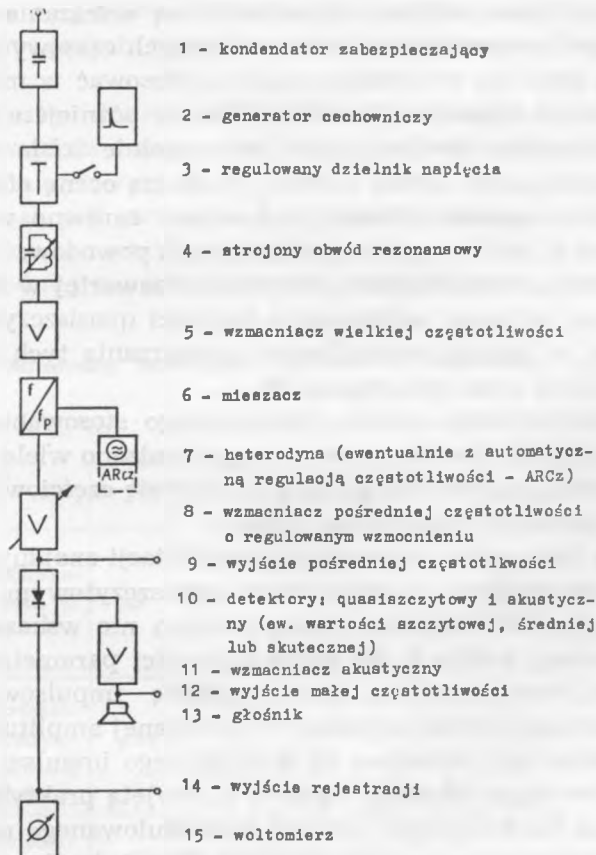 1 - kondendator zabezpieczający
2 - generator cechowniczy
3 - regulowany dzielnik napięcia
4 - strojony obwód rezonansowy
5 - wzmacniacz wielkiej częstotliwości
f
fp
6 - mieszacz
ARCz
7 - heterodyna (ewentualnie z automatycz-
ną regulacją częstotliwości - ARCz)
8 - wzmacniacz pośredniej częstotliwości
o regulowanym wzmocnieniu
9 - wyjście pośredniej częstotlkwości
10 - detektory: quasiszczytowy i akustycz-
ny (ew. wartości szczytowej, średniej
lub skutecznej)
11 - wzmacniacz akustyczny
12 - wyjście małej częstotliwości
13 - głośnik
14 - wyjście rejestracji
15 - woltomierz